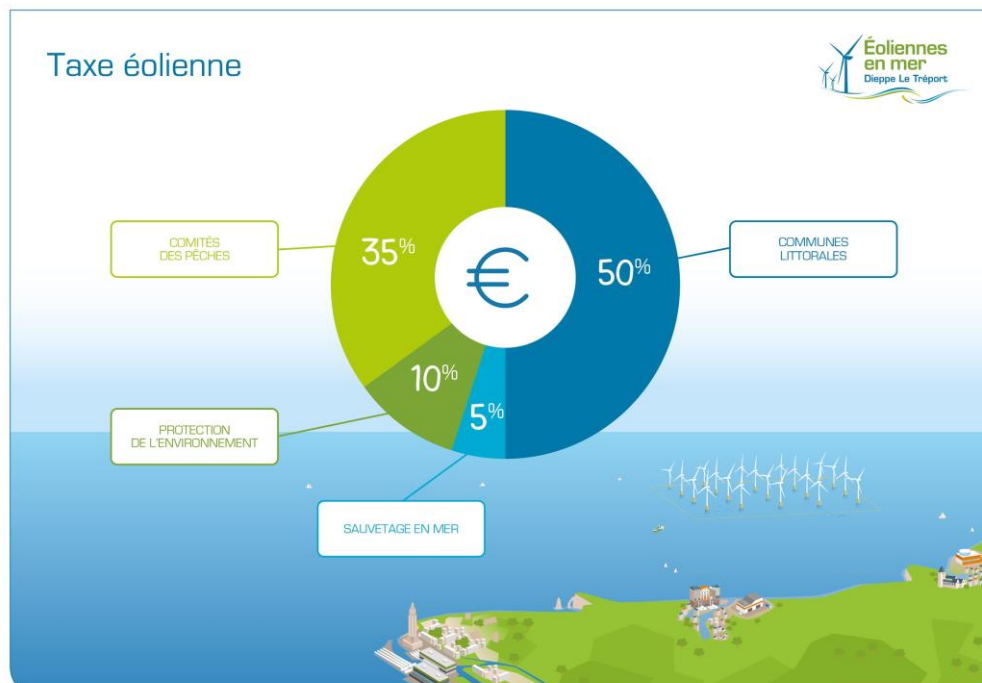 Taxe éolienne
Éoliennes
en mer
Dieppe Le Tréport
COMITÉS
DES PÊCHES
35%
50%
COMMUNES
LITTORALES
€
10%
5%
PROTECTION
DE L'ENVIRONNEMENT
SAUVETAGE EN MER